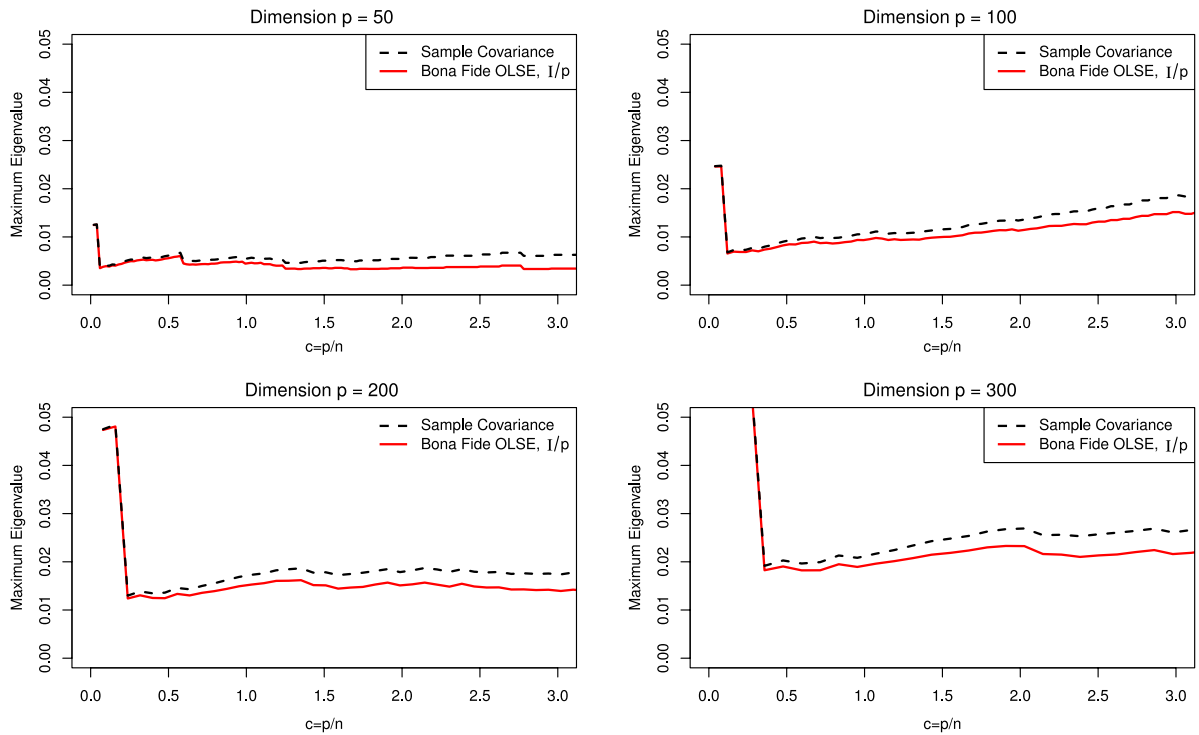 Dimension p = 50
Maximum Eigenvalue
0.00 0.01 0.02 0.03 0.04 0.05
Sample Covariance
Bona Fide OLSE, I/p
0.0 0.5 1.0 1.5 2.0 2.5 3.0
c=p/n
Dimension p = 100
Maximum Eigenvalue
0.00 0.01 0.02 0.03 0.04 0.05
Sample Covariance
Bona Fide OLSE, I/p
0.0 0.5 1.0 1.5 2.0 2.5 3.0
c=p/n
Dimension p = 200
Maximum Eigenvalue
0.00 0.01 0.02 0.03 0.04 0.05
Sample Covariance
Bona Fide OLSE, I/p
0.0 0.5 1.0 1.5 2.0 2.5 3.0
c=p/n
Dimension p = 300
Maximum Eigenvalue
0.00 0.01 0.02 0.03 0.04 0.05
Sample Covariance
Bona Fide OLSE, I/p
0.0 0.5 1.0 1.5 2.0 2.5 3.0
c=p/n